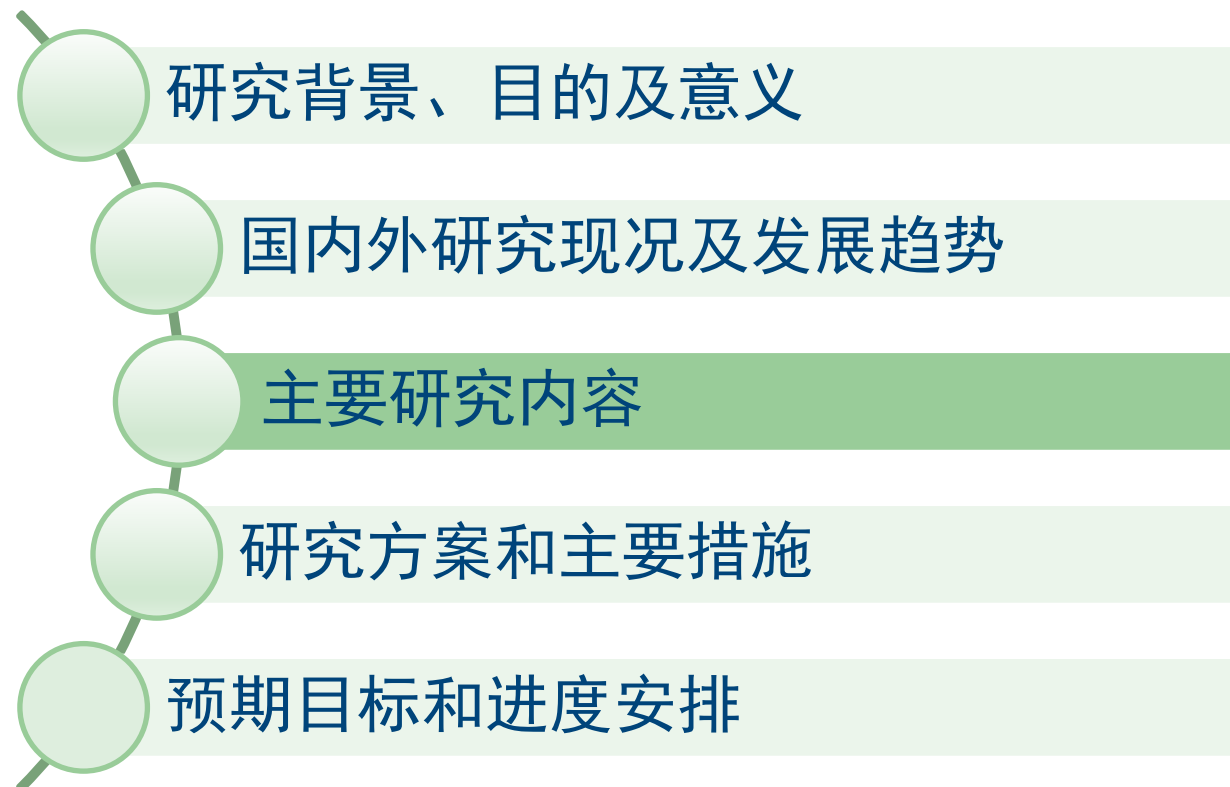 研究背景、目的及意义
国内外研究现况及发展趋势
主要研究内容
研究方案和主要措施
预期目标和进度安排